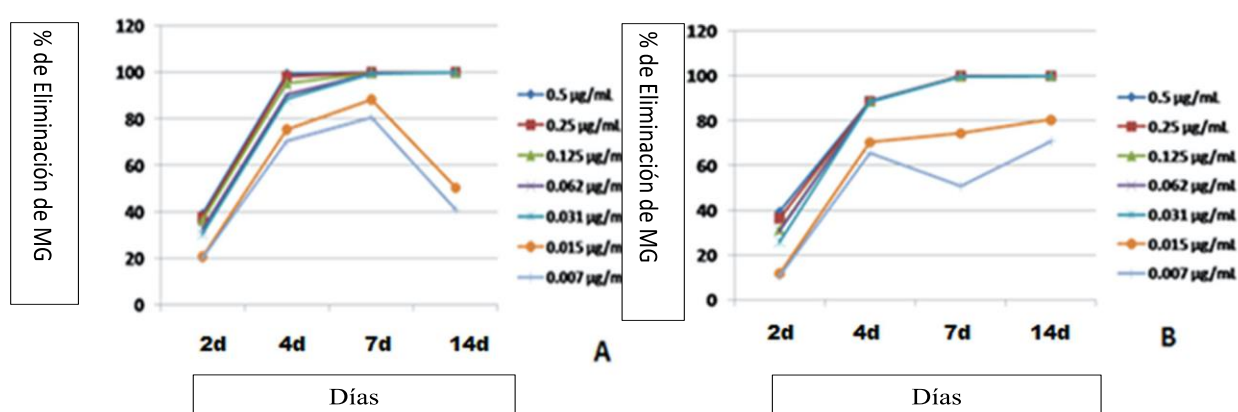 % de Eliminación de MG
120
100
80
60
40
20
0
2d 4d 7d 14d
0.5 µg/mL
0.25 µg/mL
0.125 µg/m
0.062 µg/m
0.031 µg/m
0.015 µg/m
0.007 µg/m
A
Días
% de Eliminación de MG
120
100
80
60
40
20
0
2d 4d 7d 14d
0.5 µg/mL
0.25 µg/mL
0.125 µg/mL
0.062 µg/mL
0.031 µg/mL
0.015 µg/mL
0.007 µg/mL
B
Días